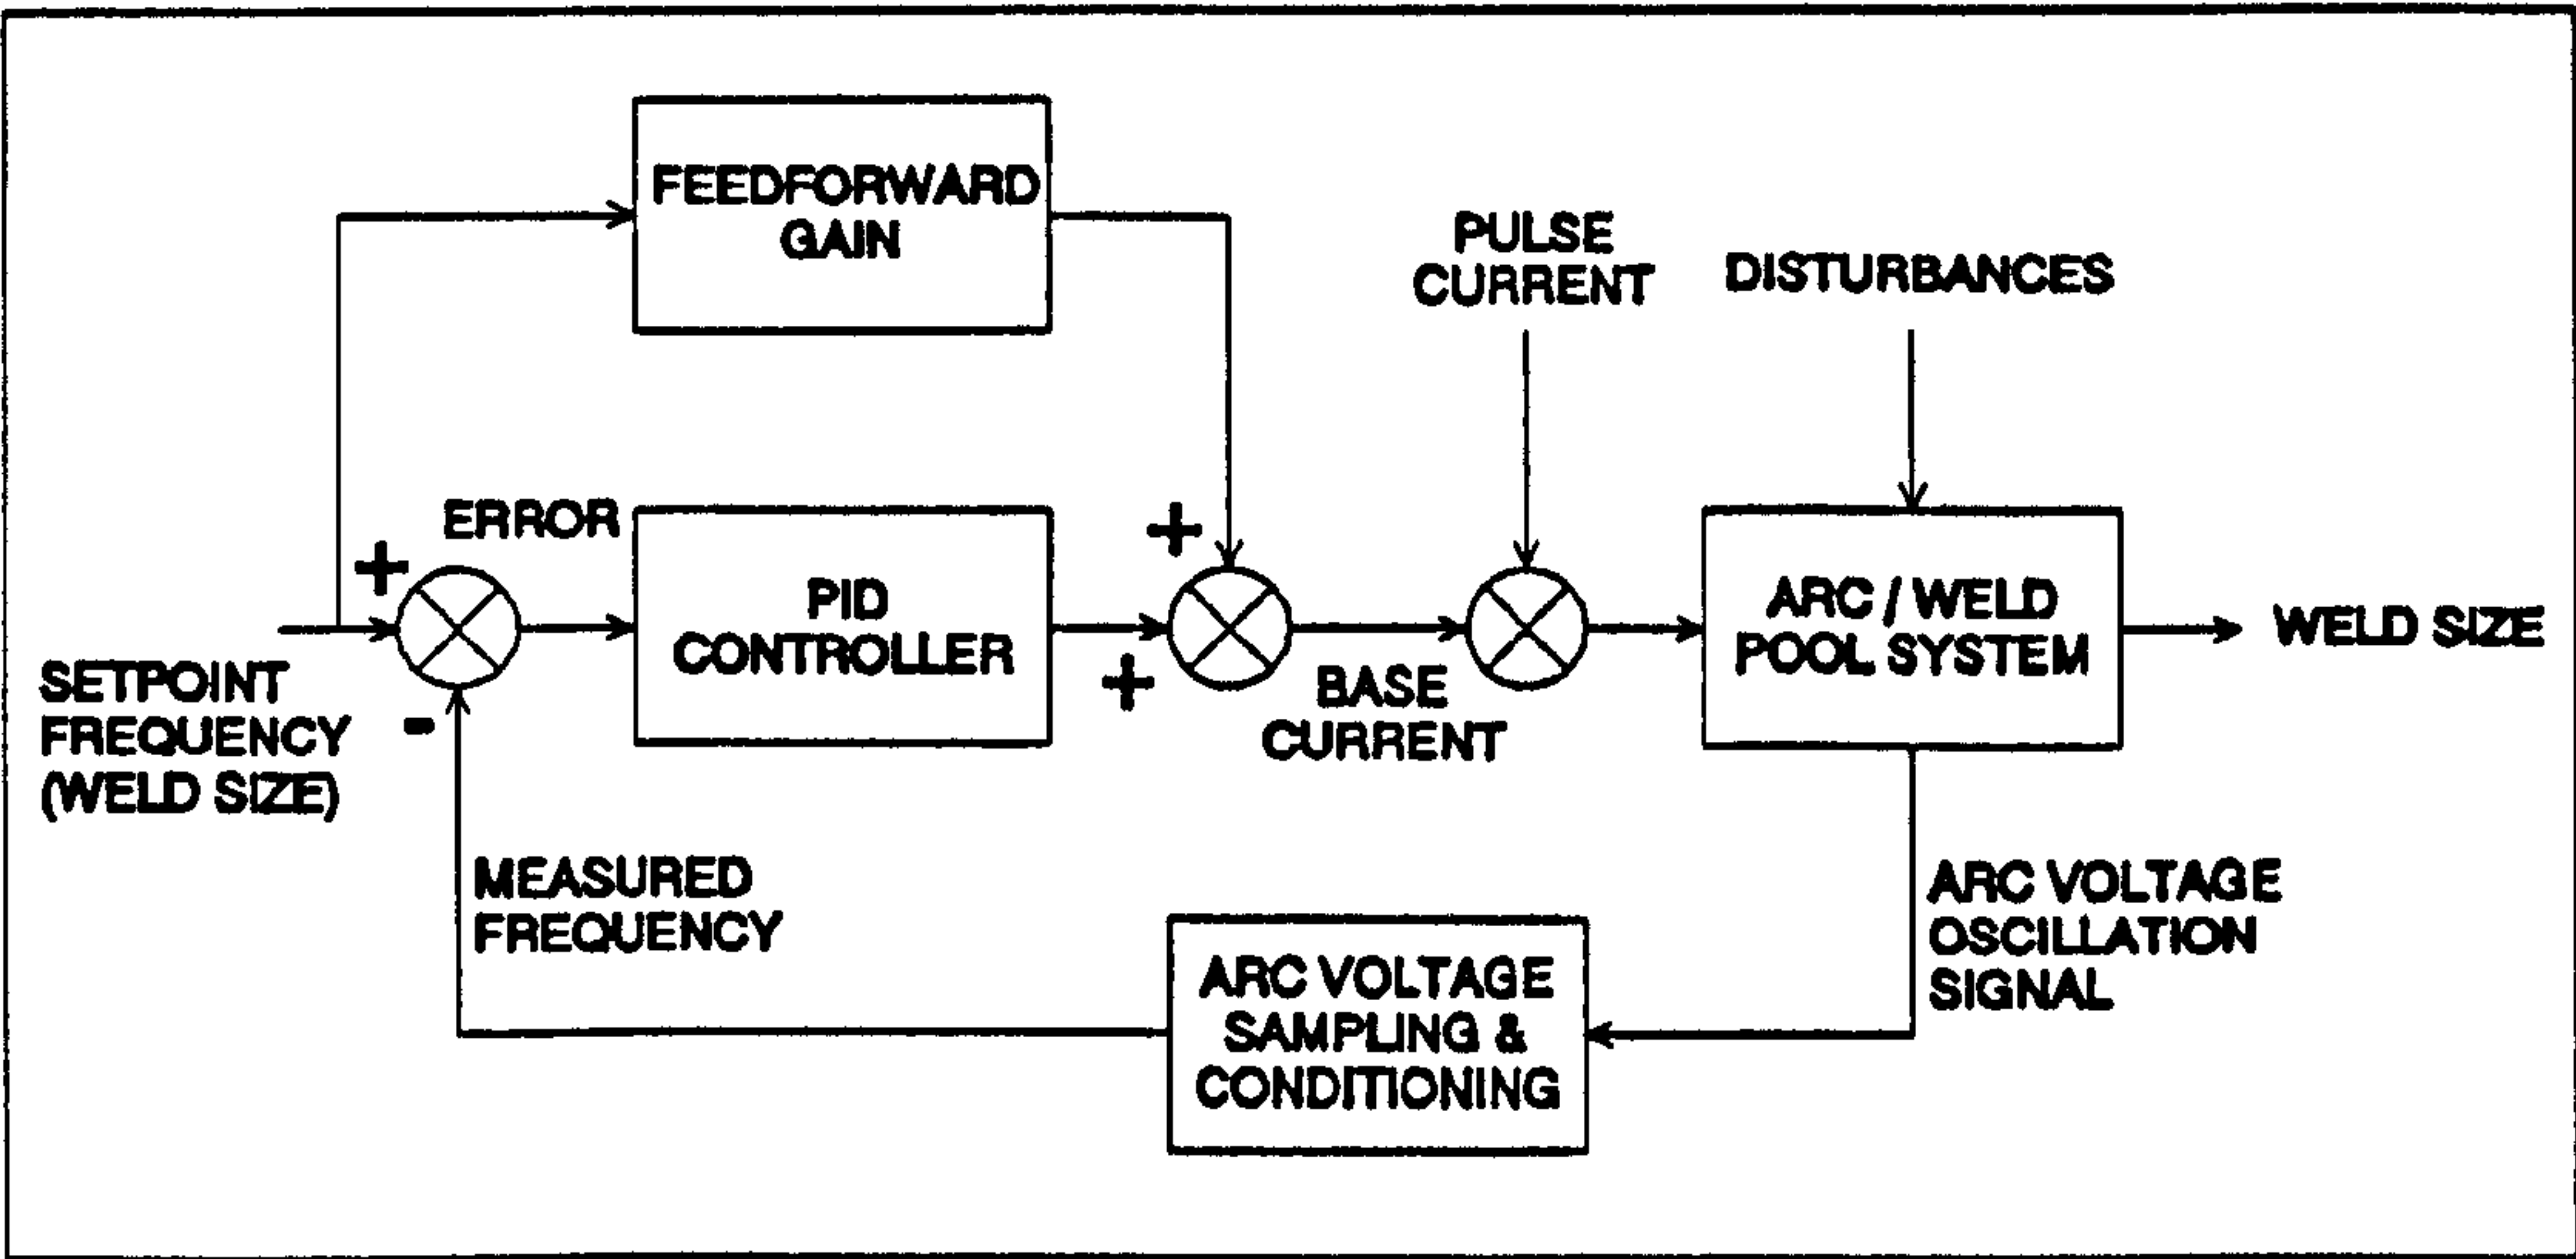 FEEDFORWARD
GAIN
PULSE
CURRENT
DISTURBANCES
ERROR
+
+
PID
CONTROLLER
ARC / WELD
POOL SYSTEM
WELD SIZE
SETPOINT
FREQUENCY
(WELD SIZE)
-
+
BASE
CURRENT
MEASURED
FREQUENCY
ARC VOLTAGE
OSCILLATION
SIGNAL
ARC VOLTAGE
SAMPLING &
CONDITIONING